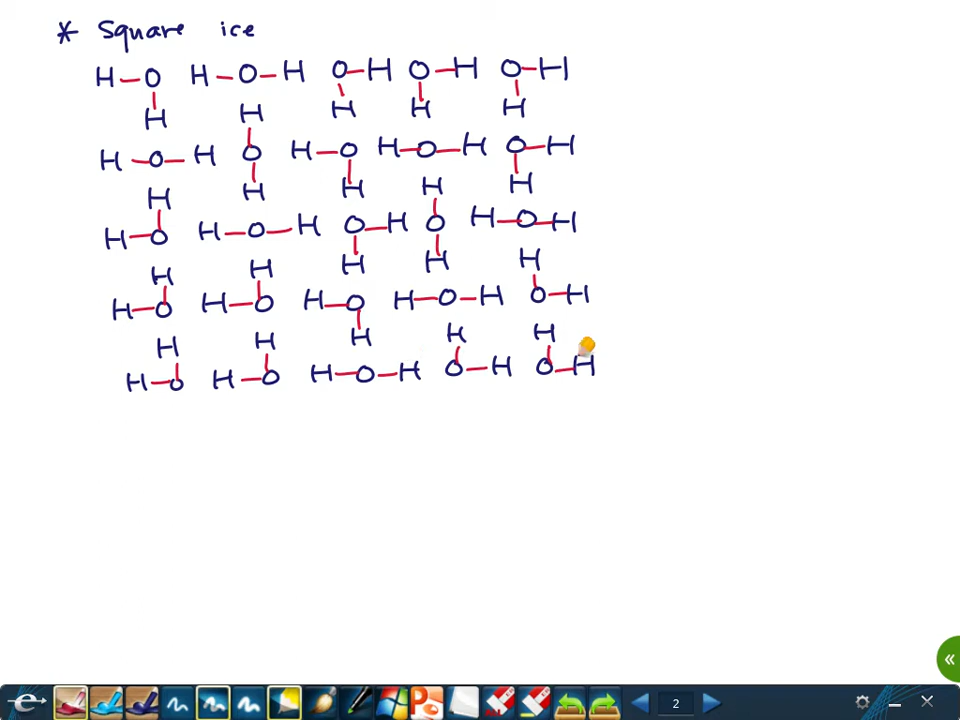 * Square ice
H-O H-O-H O-H O-H O-H
H H H H H
H-O-H O H-O H-O-H O-H
H H H H H
H-O H-O-H O-H O H-O-H
H H H H H
H-O H-O H-O H-O-H O-H
H H H H H
H-O H-O H-O-H O-H O-H
2